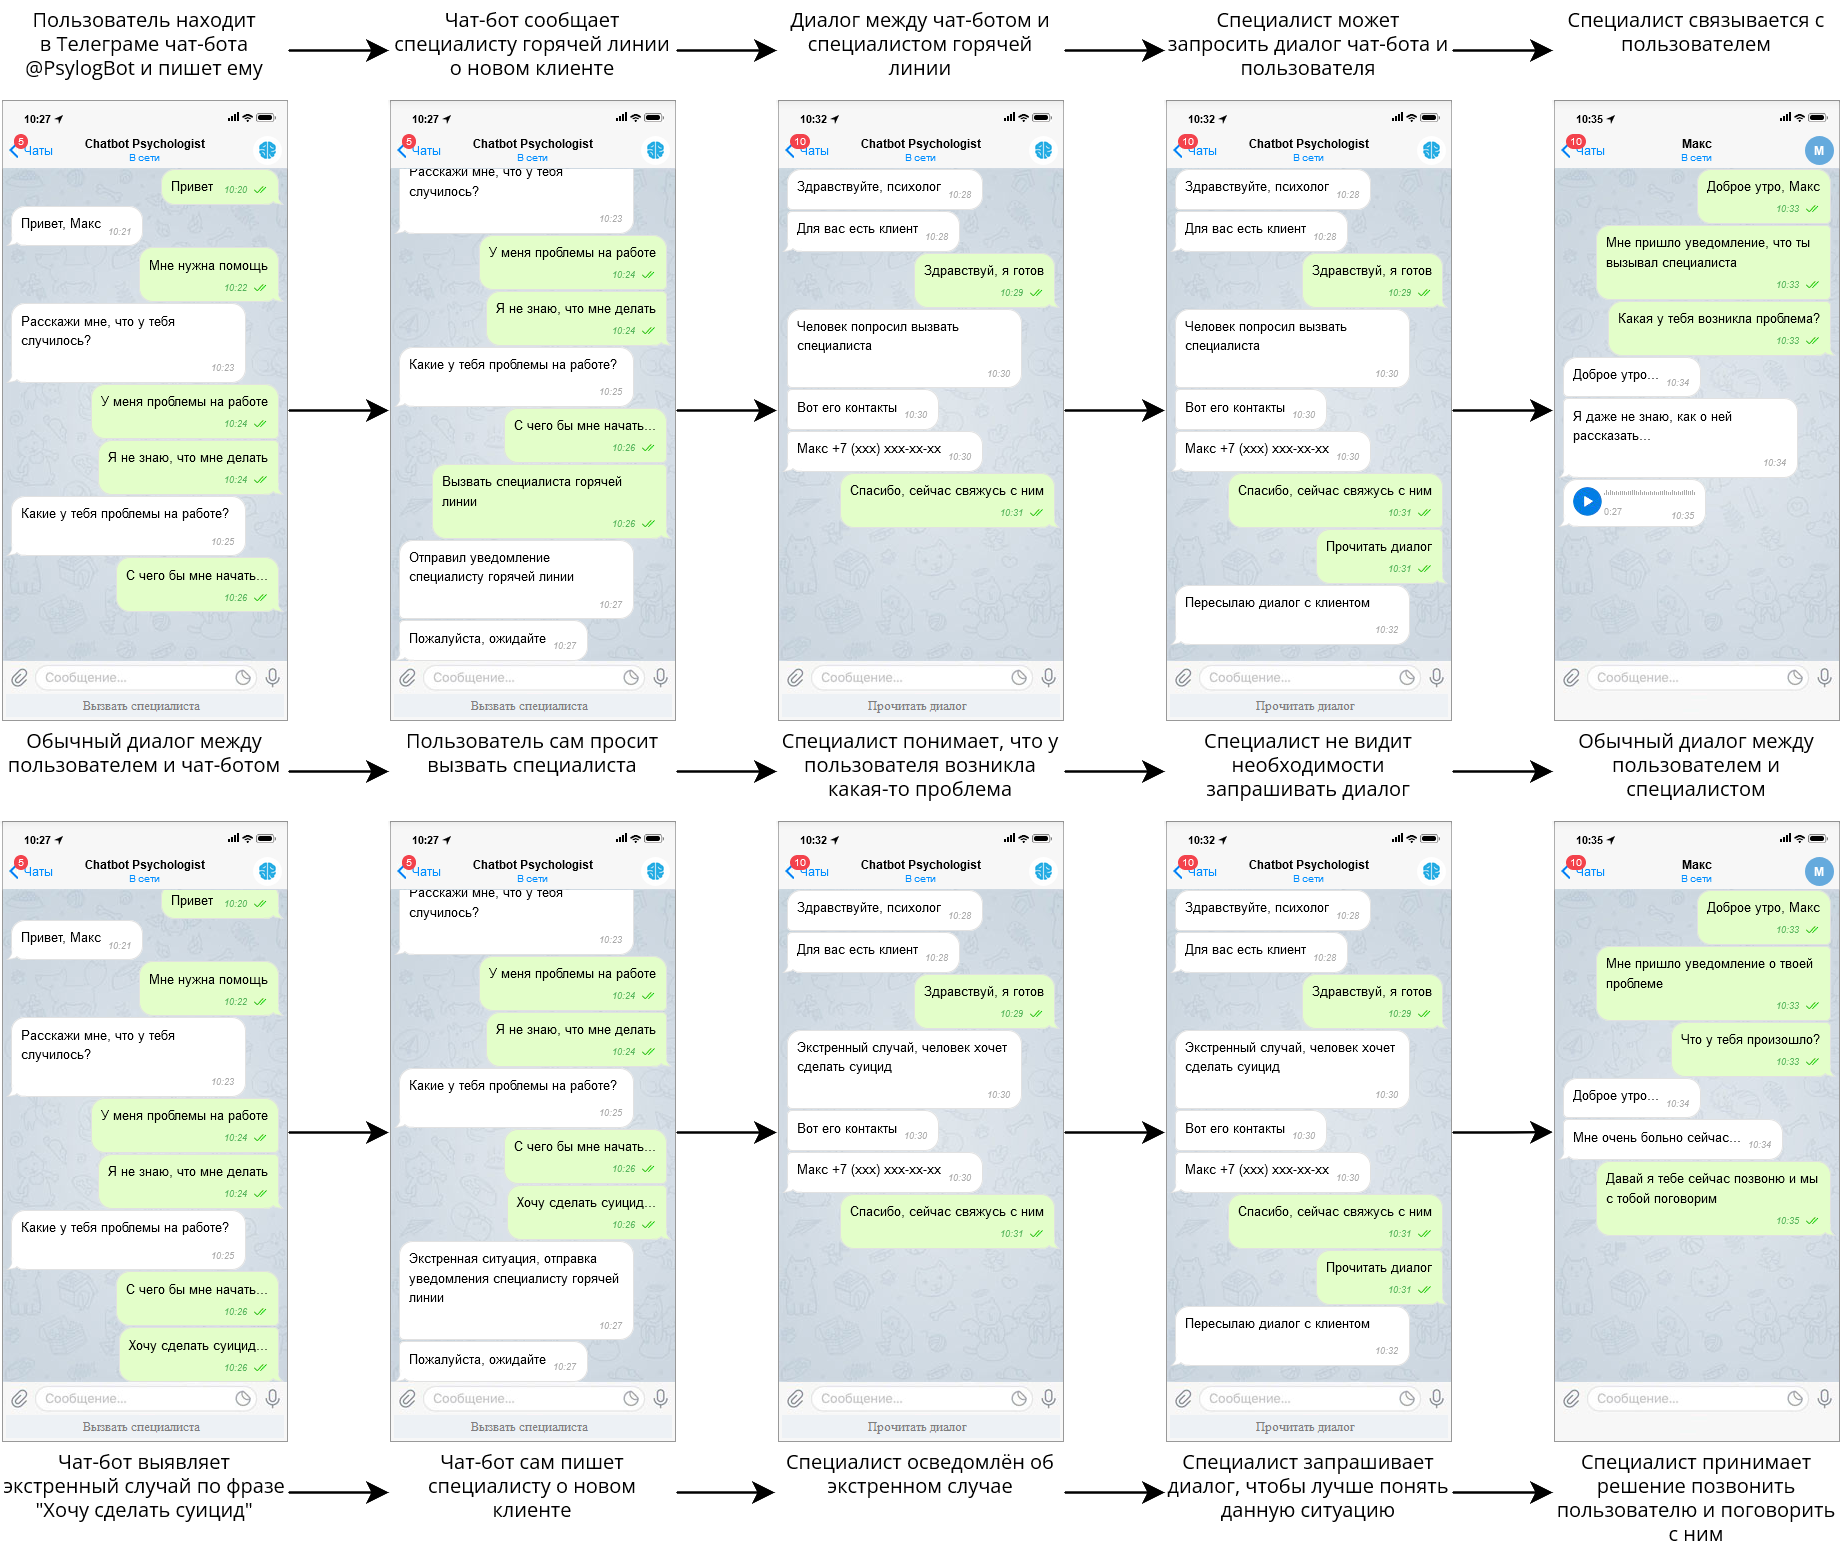 Пользователь находит
в Телеграме чат-бота
@PsylogBot и пишет ему
Чат-бот сообщает
специалисту горячей линии
о новом клиенте
Диалог между чат-ботом и
специалистом горячей
линии
Специалист может
запросить диалог чат-бота и
пользователя
Специалист связывается с
пользователем
10:27
5
Чаты
Chatbot Psychologist
В сети
Привет 10:20
Привет, Макс 10:21
Мне нужна помощь
10:22
Расскажи мне, что у тебя
случилось?
10:23
У меня проблемы на работе
10:24
Я не знаю, что мне делать
10:24
Какие у тебя проблемы на работе?
10:25
С чего бы мне начать...
10:26
Сообщение...
Вызвать специалиста
10:27
5
Чаты
Chatbot Psychologist
В сети
Расскажи мне, что у тебя
случилось?
10:23
У меня проблемы на работе
10:24
Я не знаю, что мне делать
10:24
Какие у тебя проблемы на работе?
10:25
С чего бы мне начать...
10:26
Вызвать специалиста горячей
линии
10:26
Отправил уведомление
специалисту горячей линии
10:27
Пожалуйста, ожидайте 10:27
Сообщение...
Вызвать специалиста
10:32
10
Чаты
Chatbot Psychologist
В сети
Здравствуйте, психолог 10:28
Для вас есть клиент 10:28
Здравствуй, я готов
10:29
Человек попросил вызвать
специалиста
10:30
Вот его контакты 10:30
Макс +7 (xxx) xxx-xx-xx 10:30
Спасибо, сейчас свяжусь с ним
10:31
Сообщение...
Прочитать диалог
10:32
10
Чаты
Chatbot Psychologist
В сети
Здравствуйте, психолог 10:28
Для вас есть клиент 10:28
Здравствуй, я готов
10:29
Человек попросил вызвать
специалиста
10:30
Вот его контакты 10:30
Макс +7 (xxx) xxx-xx-xx 10:30
Спасибо, сейчас свяжусь с ним
10:31
Прочитать диалог
10:31
Пересылаю диалог с клиентом
10:32
Сообщение...
Прочитать диалог
10:35
10
Чаты
Макс
В сети
М
Доброе утро, Макс
10:33
Мне пришло уведомление, что ты
вызывал специалиста
10:33
Какая у тебя возникла проблема?
10:33
Доброе утро... 10:34
Я даже не знаю, как о ней
рассказать...
10:34
0:27 10:35
Сообщение...
Обычный диалог между
пользователем и чат-ботом
Пользователь сам просит
вызвать специалиста
Специалист понимает, что у
пользователя возникла
какая-то проблема
Специалист не видит
необходимости
запрашивать диалог
Обычный диалог между
пользователем и
специалистом
10:27
5
Чаты
Chatbot Psychologist
В сети
Привет 10:20
Привет, Макс 10:21
Мне нужна помощь
10:22
Расскажи мне, что у тебя
случилось?
10:23
У меня проблемы на работе
10:24
Я не знаю, что мне делать
10:24
Какие у тебя проблемы на работе?
10:25
С чего бы мне начать...
10:26
Хочу сделать суицид...
10:26
Сообщение...
Вызвать специалиста
10:27
5
Чаты
Chatbot Psychologist
В сети
Расскажи мне, что у тебя
случилось?
10:23
У меня проблемы на работе
10:24
Я не знаю, что мне делать
10:24
Какие у тебя проблемы на работе?
10:25
С чего бы мне начать...
10:26
Хочу сделать суицид...
10:26
Экстренная ситуация, отправка
уведомления специалисту горячей
линии
10:27
Пожалуйста, ожидайте 10:27
Сообщение...
Вызвать специалиста
10:32
10
Чаты
Chatbot Psychologist
В сети
Здравствуйте, психолог 10:28
Для вас есть клиент 10:28
Здравствуй, я готов
10:29
Экстренный случай, человек хочет
сделать суицид
10:30
Вот его контакты 10:30
Макс +7 (xxx) xxx-xx-xx 10:30
Спасибо, сейчас свяжусь с ним
10:31
Сообщение...
Прочитать диалог
10:32
10
Чаты
Chatbot Psychologist
В сети
Здравствуйте, психолог 10:28
Для вас есть клиент 10:28
Здравствуй, я готов
10:29
Экстренный случай, человек хочет
сделать суицид
10:30
Вот его контакты 10:30
Макс +7 (xxx) xxx-xx-xx 10:30
Спасибо, сейчас свяжусь с ним
10:31
Прочитать диалог
10:31
Пересылаю диалог с клиентом
10:32
Сообщение...
Прочитать диалог
10:35
10
Чаты
Макс
В сети
М
Доброе утро, Макс
10:33
Мне пришло уведомление о твоей
проблеме
10:33
Что у тебя произошло?
10:33
Доброе утро... 10:34
Мне очень больно сейчас... 10:34
Давай я тебе сейчас позвоню и мы
с тобой поговорим
10:35
Сообщение...
Чат-бот выявляет
экстренный случай по фразе
"Хочу сделать суицид"
Чат-бот сам пишет
специалисту о новом
клиенте
Специалист осведомлён об
экстренном случае
Специалист запрашивает
диалог, чтобы лучше понять
данную ситуацию
Специалист принимает
решение позвонить
пользователю и поговорить
с ним